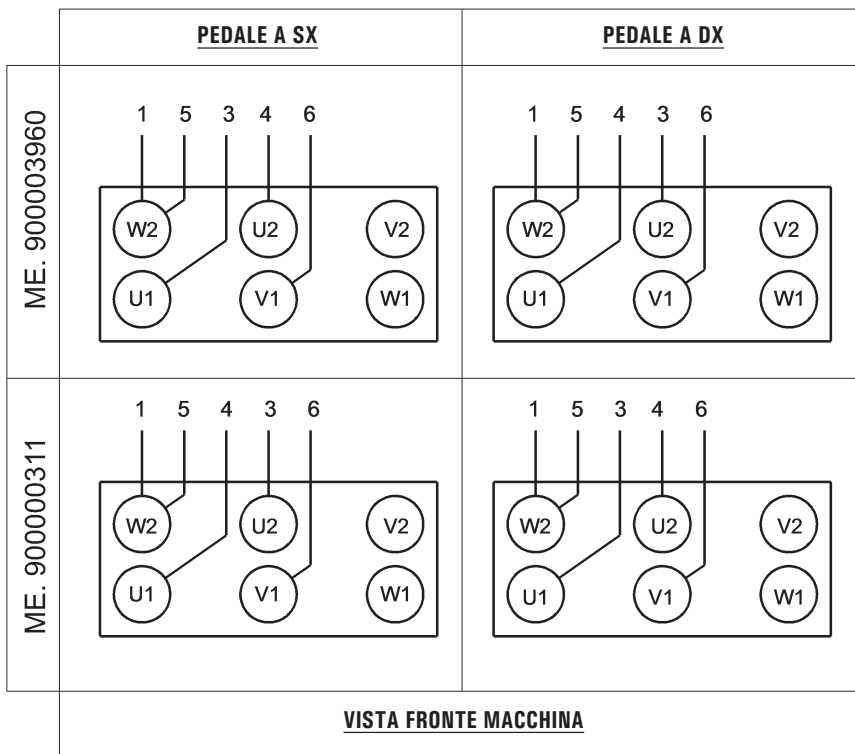 PEDALE A SX PEDALE A DX
ME. 900003960
1 5 3 4 6 1 5 4 3 6
W2 U2 V2 W2 U2 V2
U1 V1 W1 U1 V1 W1
ME. 900000311
1 5 4 3 6 1 5 3 4 6
W2 U2 V2 W2 U2 V2
U1 V1 W1 U1 V1 W1
VISTA FRONTE MACCHINA